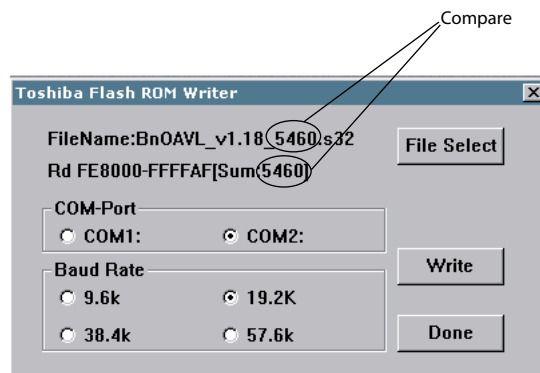 Compare
Toshiba Flash ROM Writer
FileName:BnOAVL_v1.18_5460.s32
File Select
Rd FE8000-FFFFAF[Sum:5460]
COM-Port
COM1: COM2:
Baud Rate
Write
9.6k 19.2K
38.4k 57.6k
Done